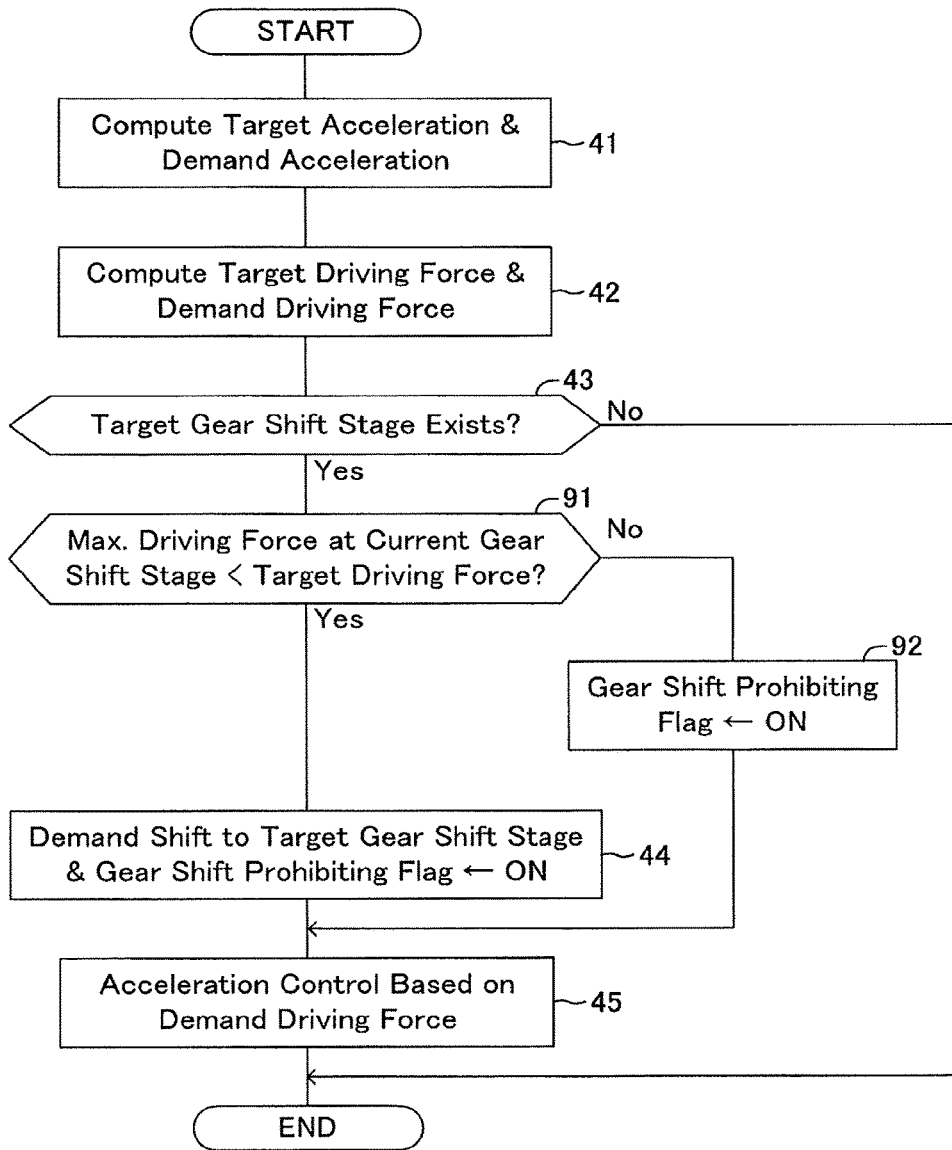 START
Compute Target Acceleration &
Demand Acceleration
41
Compute Target Driving Force &
Demand Driving Force
42
43
Target Gear Shift Stage Exists?
No
Yes
91
Max. Driving Force at Current Gear
Shift Stage < Target Driving Force?
No
Yes
92
Gear Shift Prohibiting
Flag ← ON
Demand Shift to Target Gear Shift Stage
& Gear Shift Prohibiting Flag ← ON
44
Acceleration Control Based on
Demand Driving Force
45
END